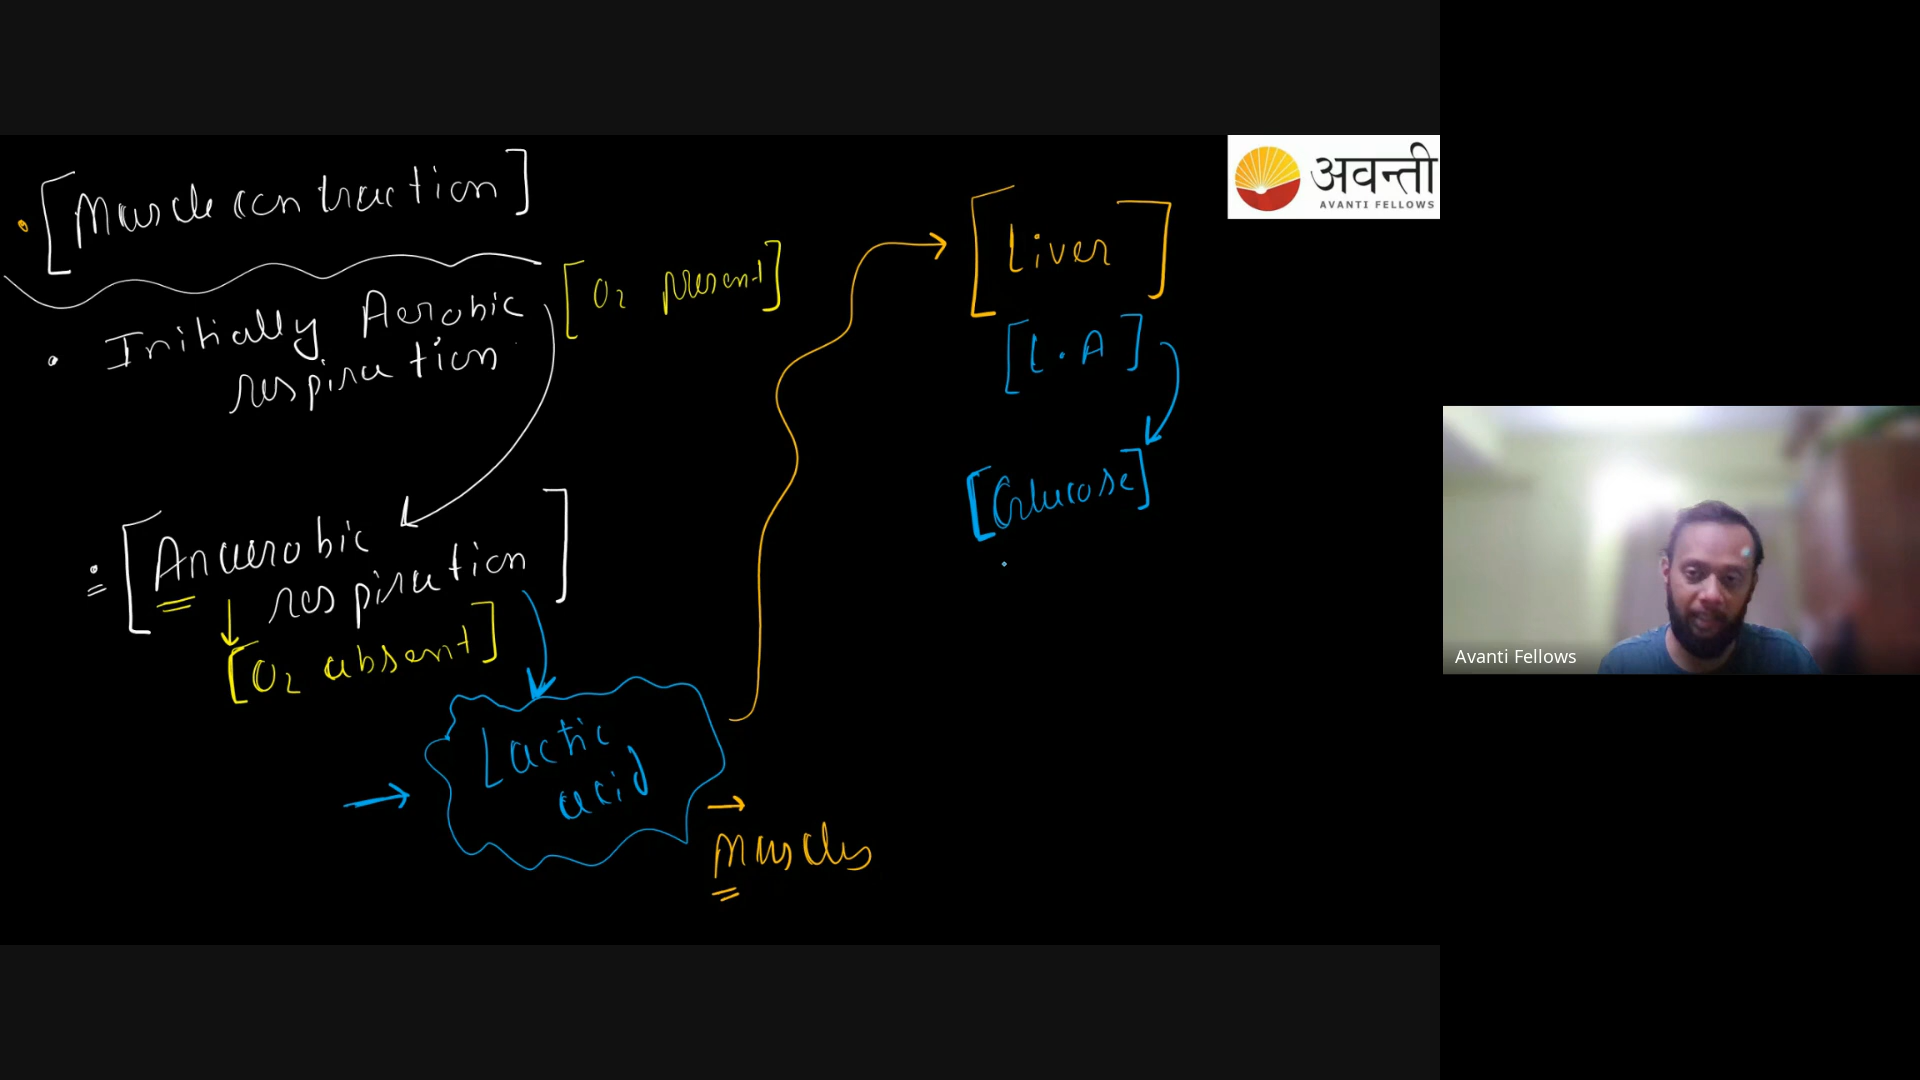 [Muscle contraction]
• Initially Aerobic
respiration
[O2 present]
[Anaerobic
respiration]
[O2 absent]
Lactic
acid
Muscles
[Liver]
[L.A]
[Glucose]
अवन्ती
AVANTI FELLOWS
Avanti Fellows